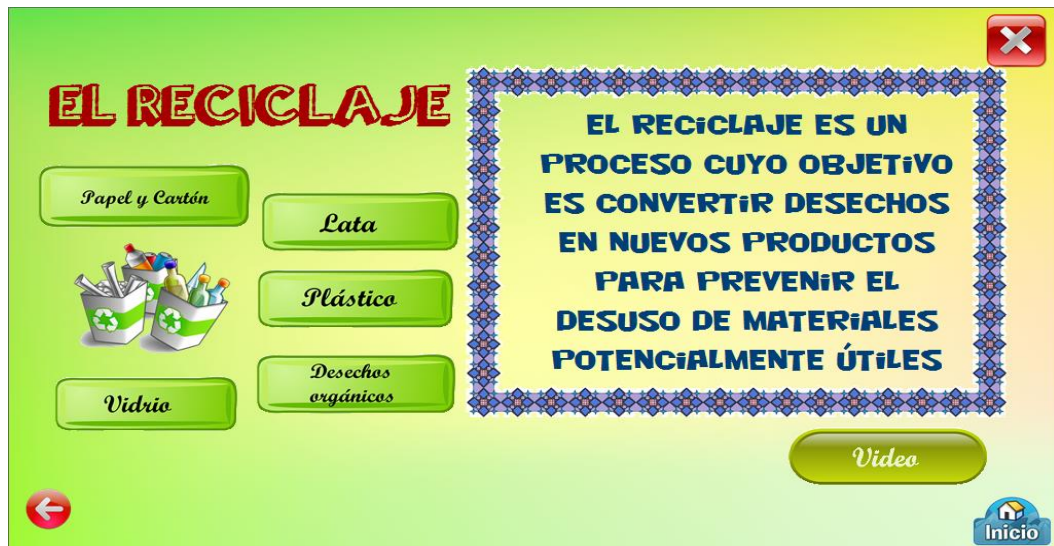 EL RECICLAJE
Papel y Cartón
Lata
Plástico
Desechos
orgánicos
Vidrio
EL RECICLAJE ES UN
PROCESO CUYO OBJETIVO
ES CONVERTIR DESECHOS
EN NUEVOS PRODUCTOS
PARA PREVENIR EL
DESUSO DE MATERIALES
POTENCIALMENTE ÚTILES
Video
Inicio